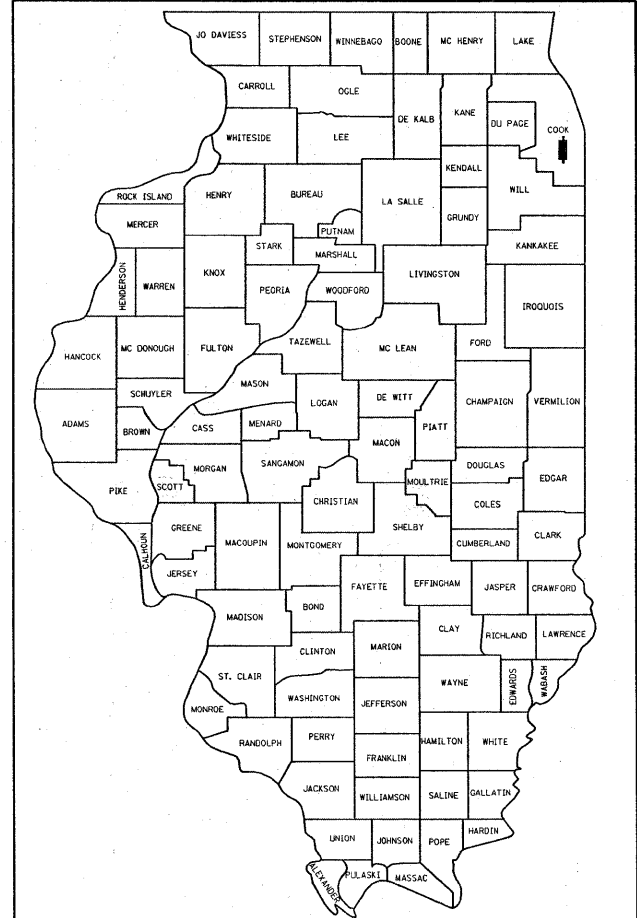 JO DAVIESS
STEPHENSON
WINNEBAGO
BOONE
MC HENRY
LAKE
CARROLL
OGLE
DE KALB
KANE
DU PAGE
COOK
WHITESIDE
LEE
KENDALL
WILL
ROCK ISLAND
HENRY
BUREAU
LA SALLE
GRUNDY
MERCER
PUTNAM
STARK
MARSHALL
KANKAKEE
HENDERSON
WARREN
KNOX
PEORIA
WOODFORD
LIVINGSTON
IROQUOIS
HANCOCK
MC DONOUGH
FULTON
TAZEWELL
MC LEAN
FORD
MASON
SCHUYLER
LOGAN
DE WITT
CHAMPAIGN
VERMILION
ADAMS
BROWN
CASS
MENARD
PIATT
MACON
PIKE
SCOTT
MORGAN
SANGAMON
CHRISTIAN
MOULTRIE
DOUGLAS
EDGAR
COLES
GREENE
CALHOUN
MACOUPIN
MONTGOMERY
SHELBY
CUMBERLAND
CLARK
JERSEY
FAYETTE
EFFINGHAM
JASPER
CRAWFORD
MADISON
BOND
CLAY
RICHLAND
LAWRENCE
CLINTON
MARION
ST. CLAIR
WAYNE
EDWARDS
WABASH
WASHINGTON
JEFFERSON
MONROE
RANDOLPH
PERRY
HAMILTON
WHITE
FRANKLIN
JACKSON
WILLIAMSON
SALINE
GALLATIN
UNION
JOHNSON
POPE
HARDIN
ALEXANDER
PULASKI
MASSAC